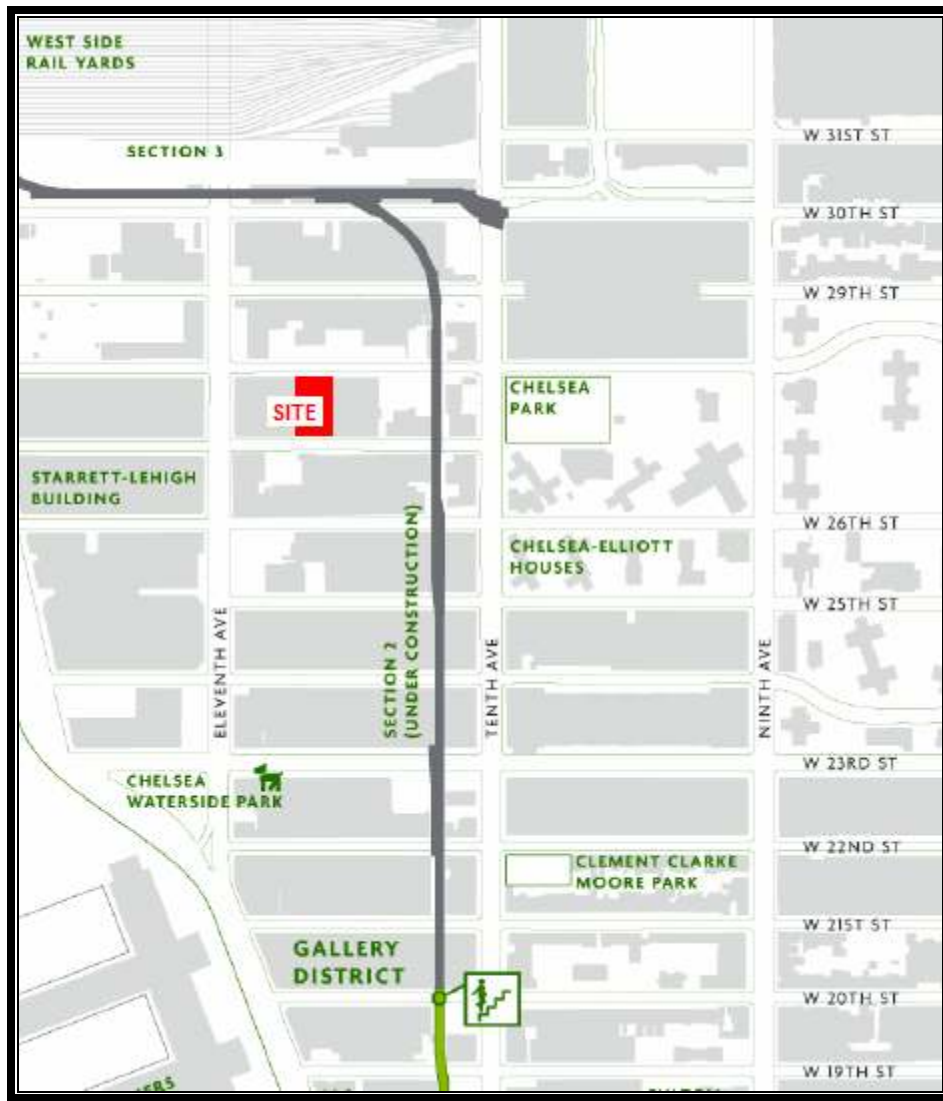 WEST SIDE
RAIL YARDS
W 31ST ST
SECTION 3
W 30TH ST
W 29TH ST
CHELSEA
PARK
SITE
STARRETT-LEHIGH
BUILDING
W 26TH ST
CHELSEA-ELLIOTT
HOUSES
W 25TH ST
SECTION 2
(UNDER CONSTRUCTION)
ELEVENTH AVE
TENTH AVE
NINTH AVE
W 23RD ST
CHELSEA
WATERSIDE PARK
W 22ND ST
CLEMENT CLARKE
MOORE PARK
W 21ST ST
GALLERY
DISTRICT
W 20TH ST
W 19TH ST